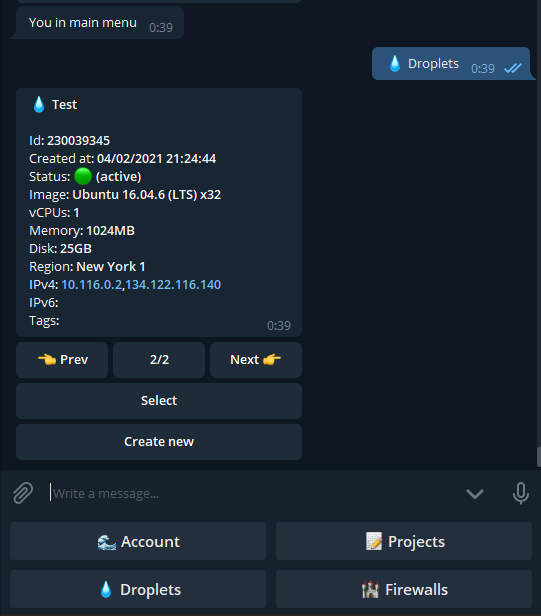 You in main menu 0:39
💧 Droplets 0:39
💧 Test
Id: 230039345
Created at: 04/02/2021 21:24:44
Status: 🟢 (active)
Image: Ubuntu 16.04.6 (LTS) x32
vCPUs: 1
Memory: 1024MB
Disk: 25GB
Region: New York 1
IPv4: 10.116.0.2,134.122.116.140
IPv6:
Tags:
0:39
👈 Prev 2/2 Next 👉
Select
Create new
Write a message...
🌊 Account 📝 Projects
💧 Droplets 🏰 Firewalls